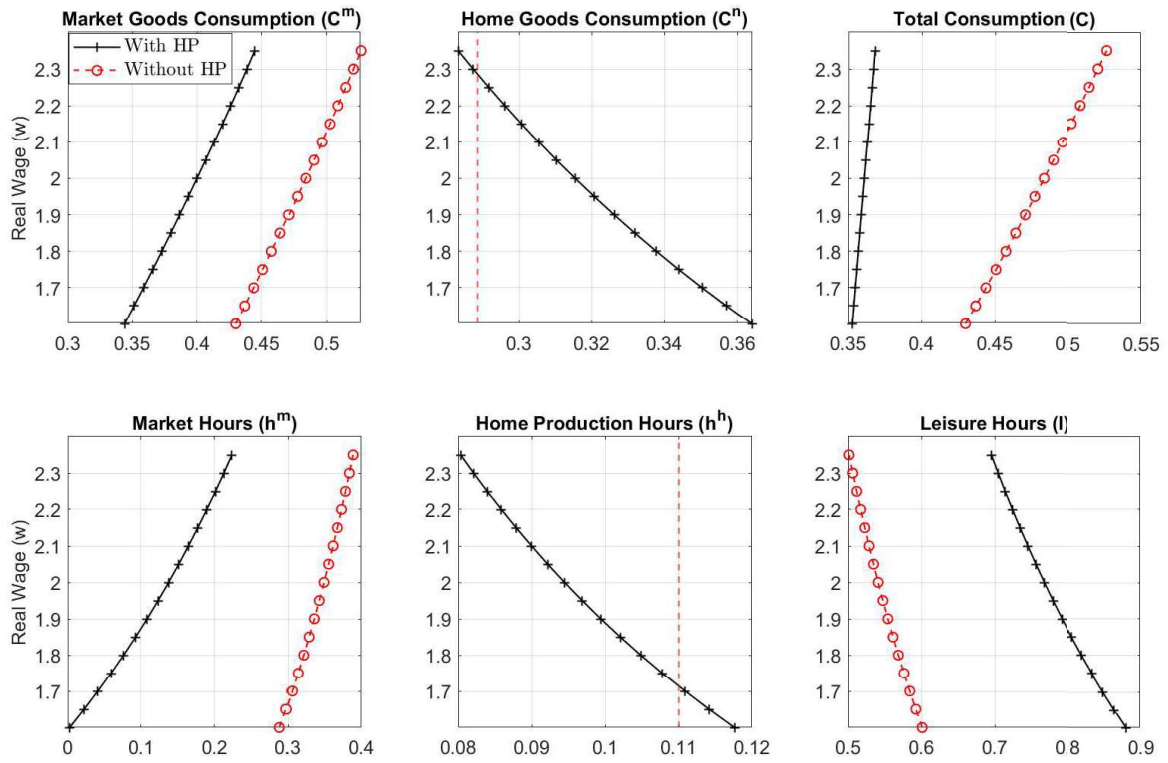 Market Goods Consumption (C^m)
Home Goods Consumption (C^n)
Total Consumption (C)
With HP
Without HP
Real Wage (w)
2.3
2.2
2.1
2
1.9
1.8
1.7
0.3 0.35 0.4 0.45 0.5
2.3
2.2
2.1
2
1.9
1.8
1.7
0.3 0.32 0.34 0.36
2.3
2.2
2.1
2
1.9
1.8
1.7
0.35 0.4 0.45 0.5 0.55
Market Hours (h^m)
Home Production Hours (h^h)
Leisure Hours (l)
Real Wage (w)
2.3
2.2
2.1
2
1.9
1.8
1.7
0 0.1 0.2 0.3 0.4
2.3
2.2
2.1
2
1.9
1.8
1.7
0.08 0.09 0.1 0.11 0.12
2.3
2.2
2.1
2
1.9
1.8
1.7
0.5 0.6 0.7 0.8 0.9